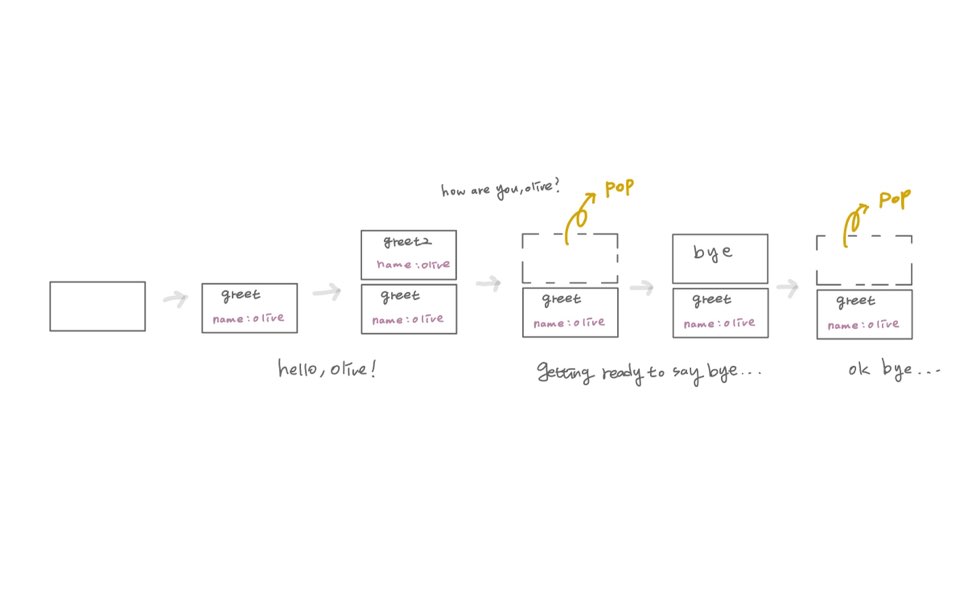 how are you, olive?
POP
POP
greet2
name: olive
bye
greet
name: olive
greet
name: olive
greet
name: olive
greet
name: olive
greet
name: olive
hello, olive!
getting ready to say bye...
ok bye...